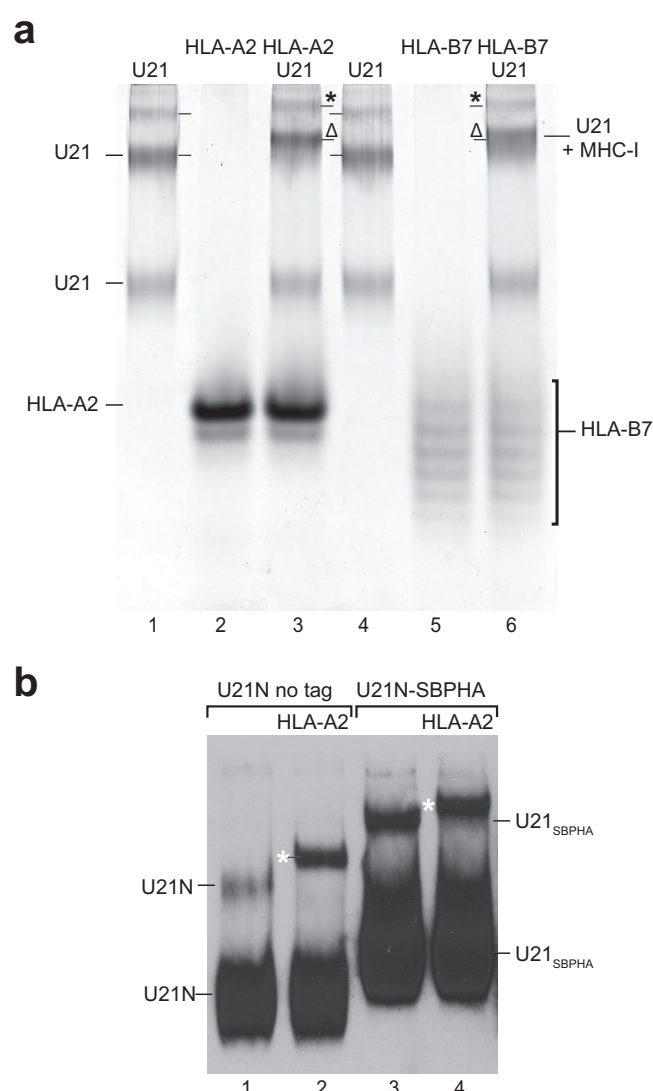 a
HLA-A2 HLA-A2 HLA-B7 HLA-B7
U21 U21 U21 U21
* *
Δ Δ
U21
+ MHC-I
U21
U21
HLA-A2
HLA-B7
1 2 3 4 5 6
b
U21N no tag U21N-SBPHA
HLA-A2 HLA-A2
* *
U21SBPHA
U21N
U21SBPHA
U21N
1 2 3 4